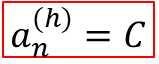 $a_n^{(h)} = C$